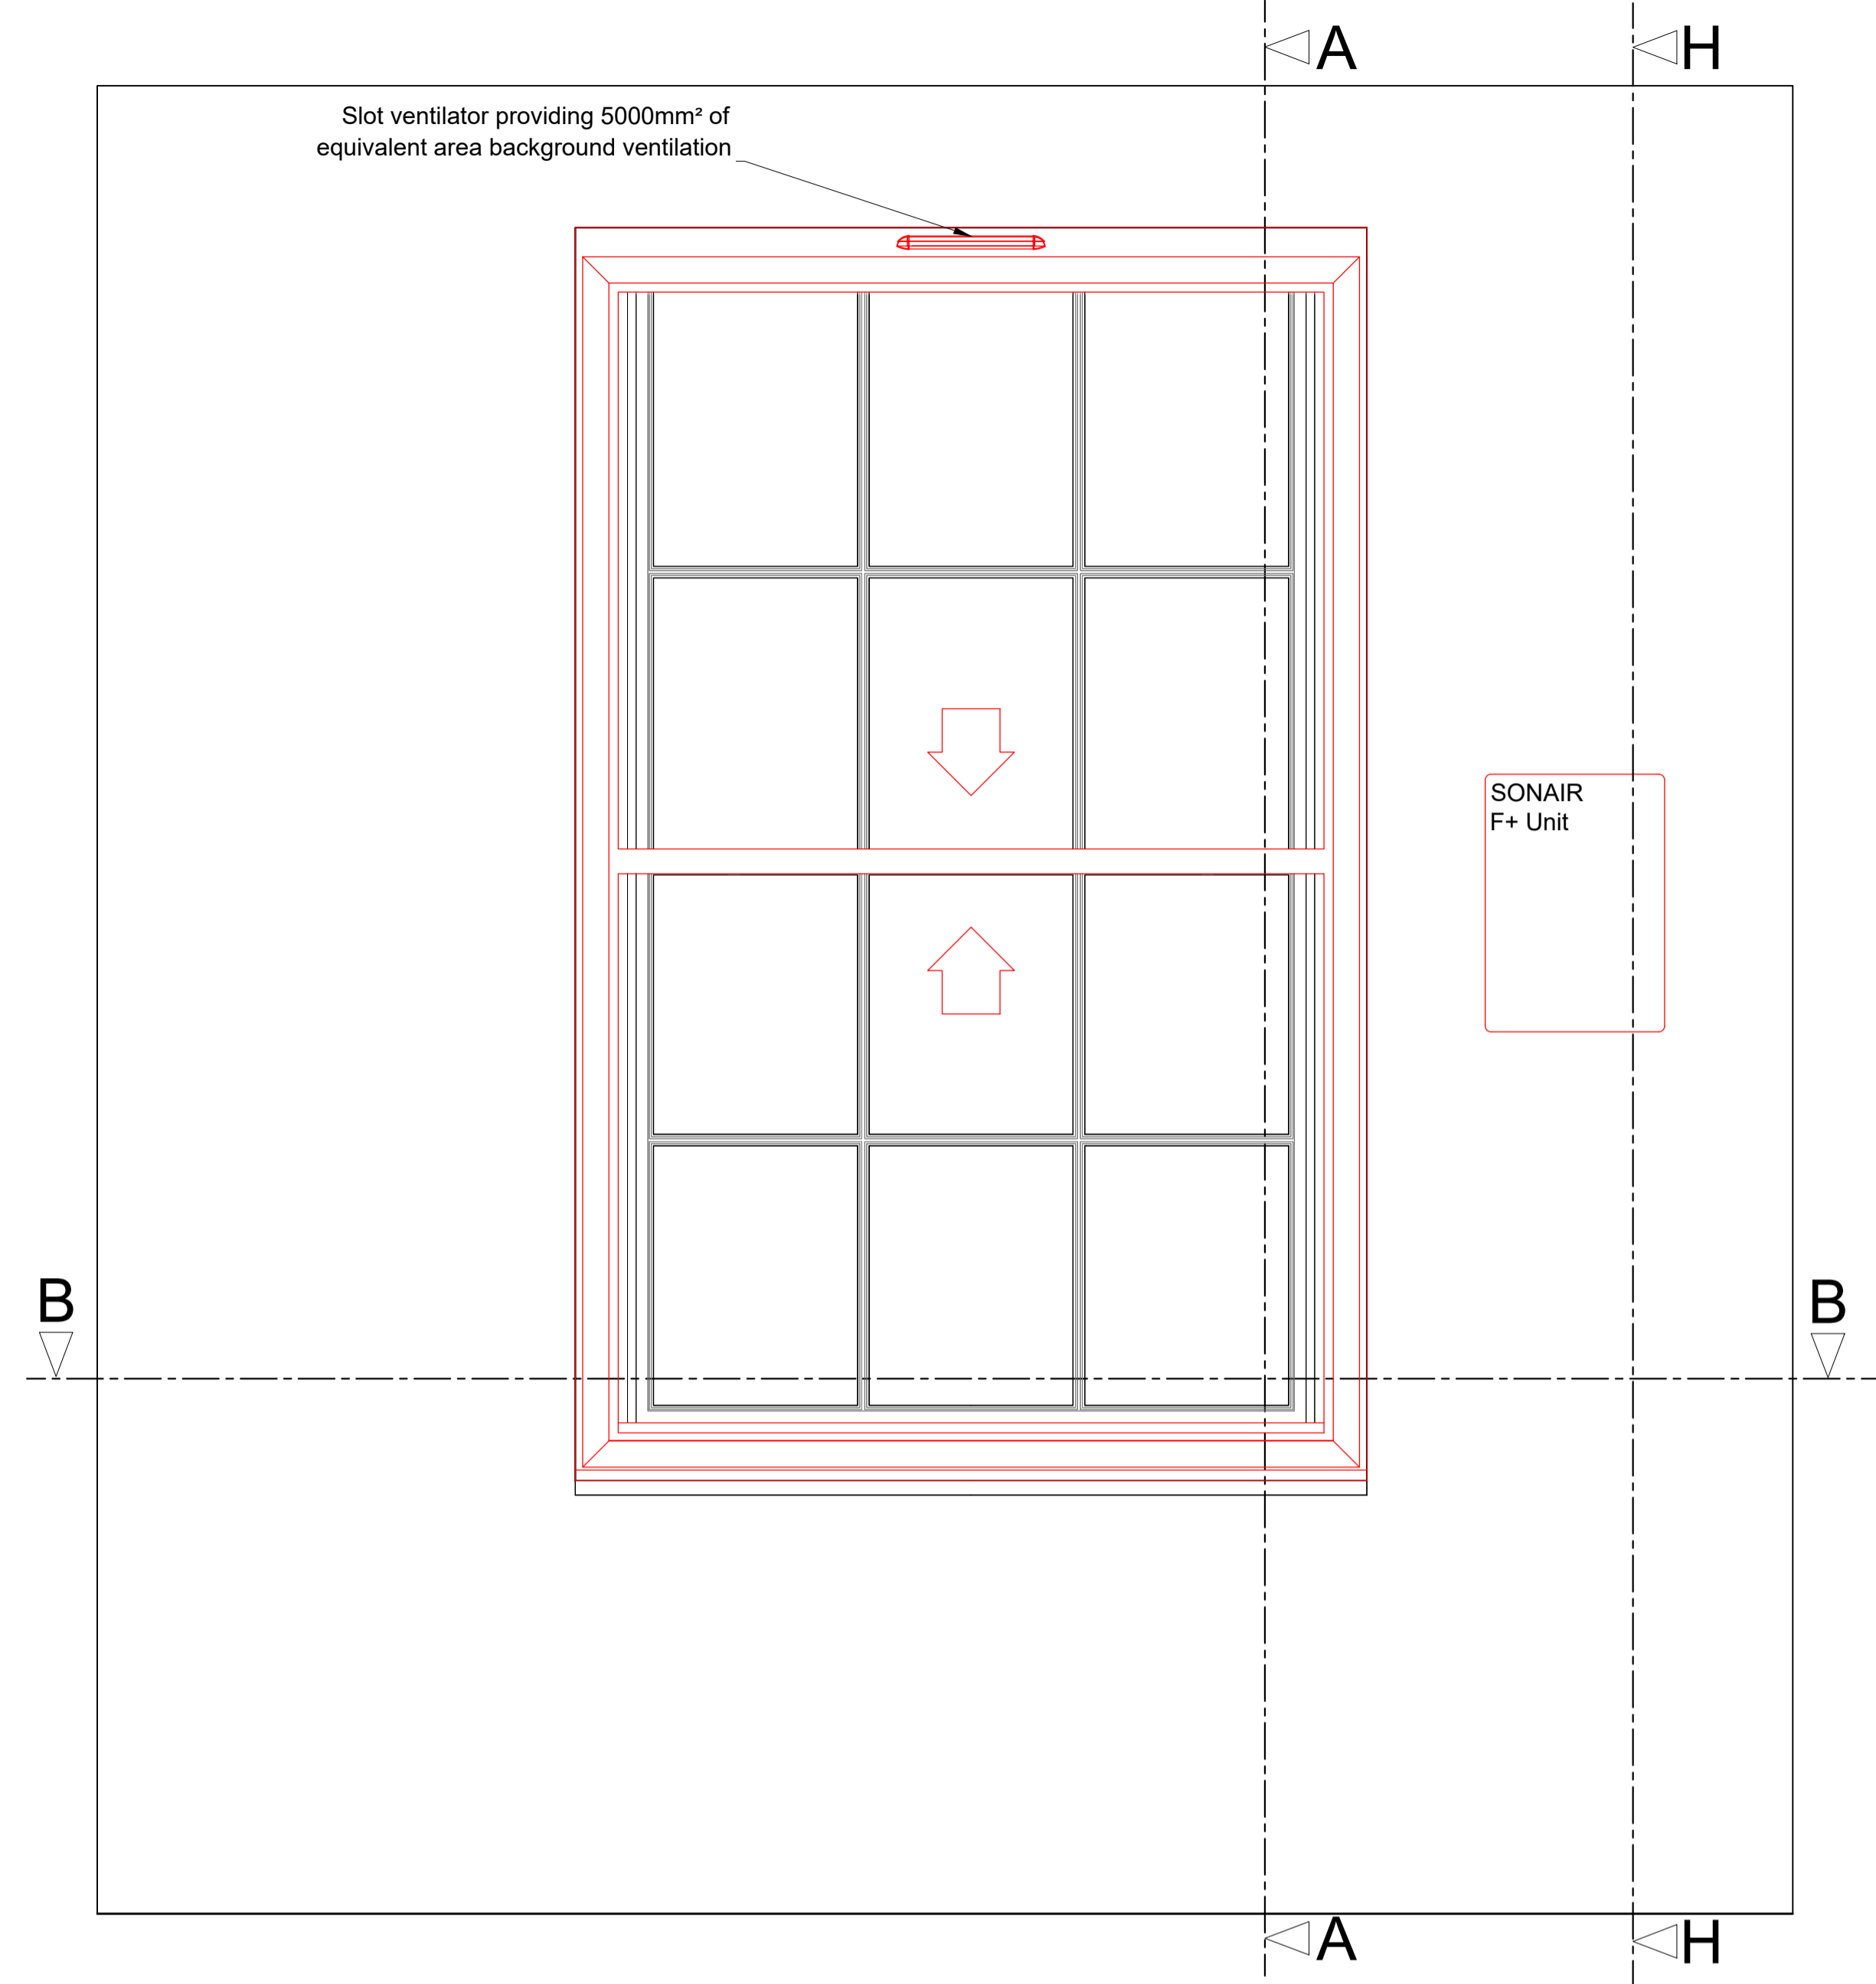 A
H
Slot ventilator providing 5000mm² of
equivalent area background ventilation
SONAIR
F+ Unit
B
B
A
H